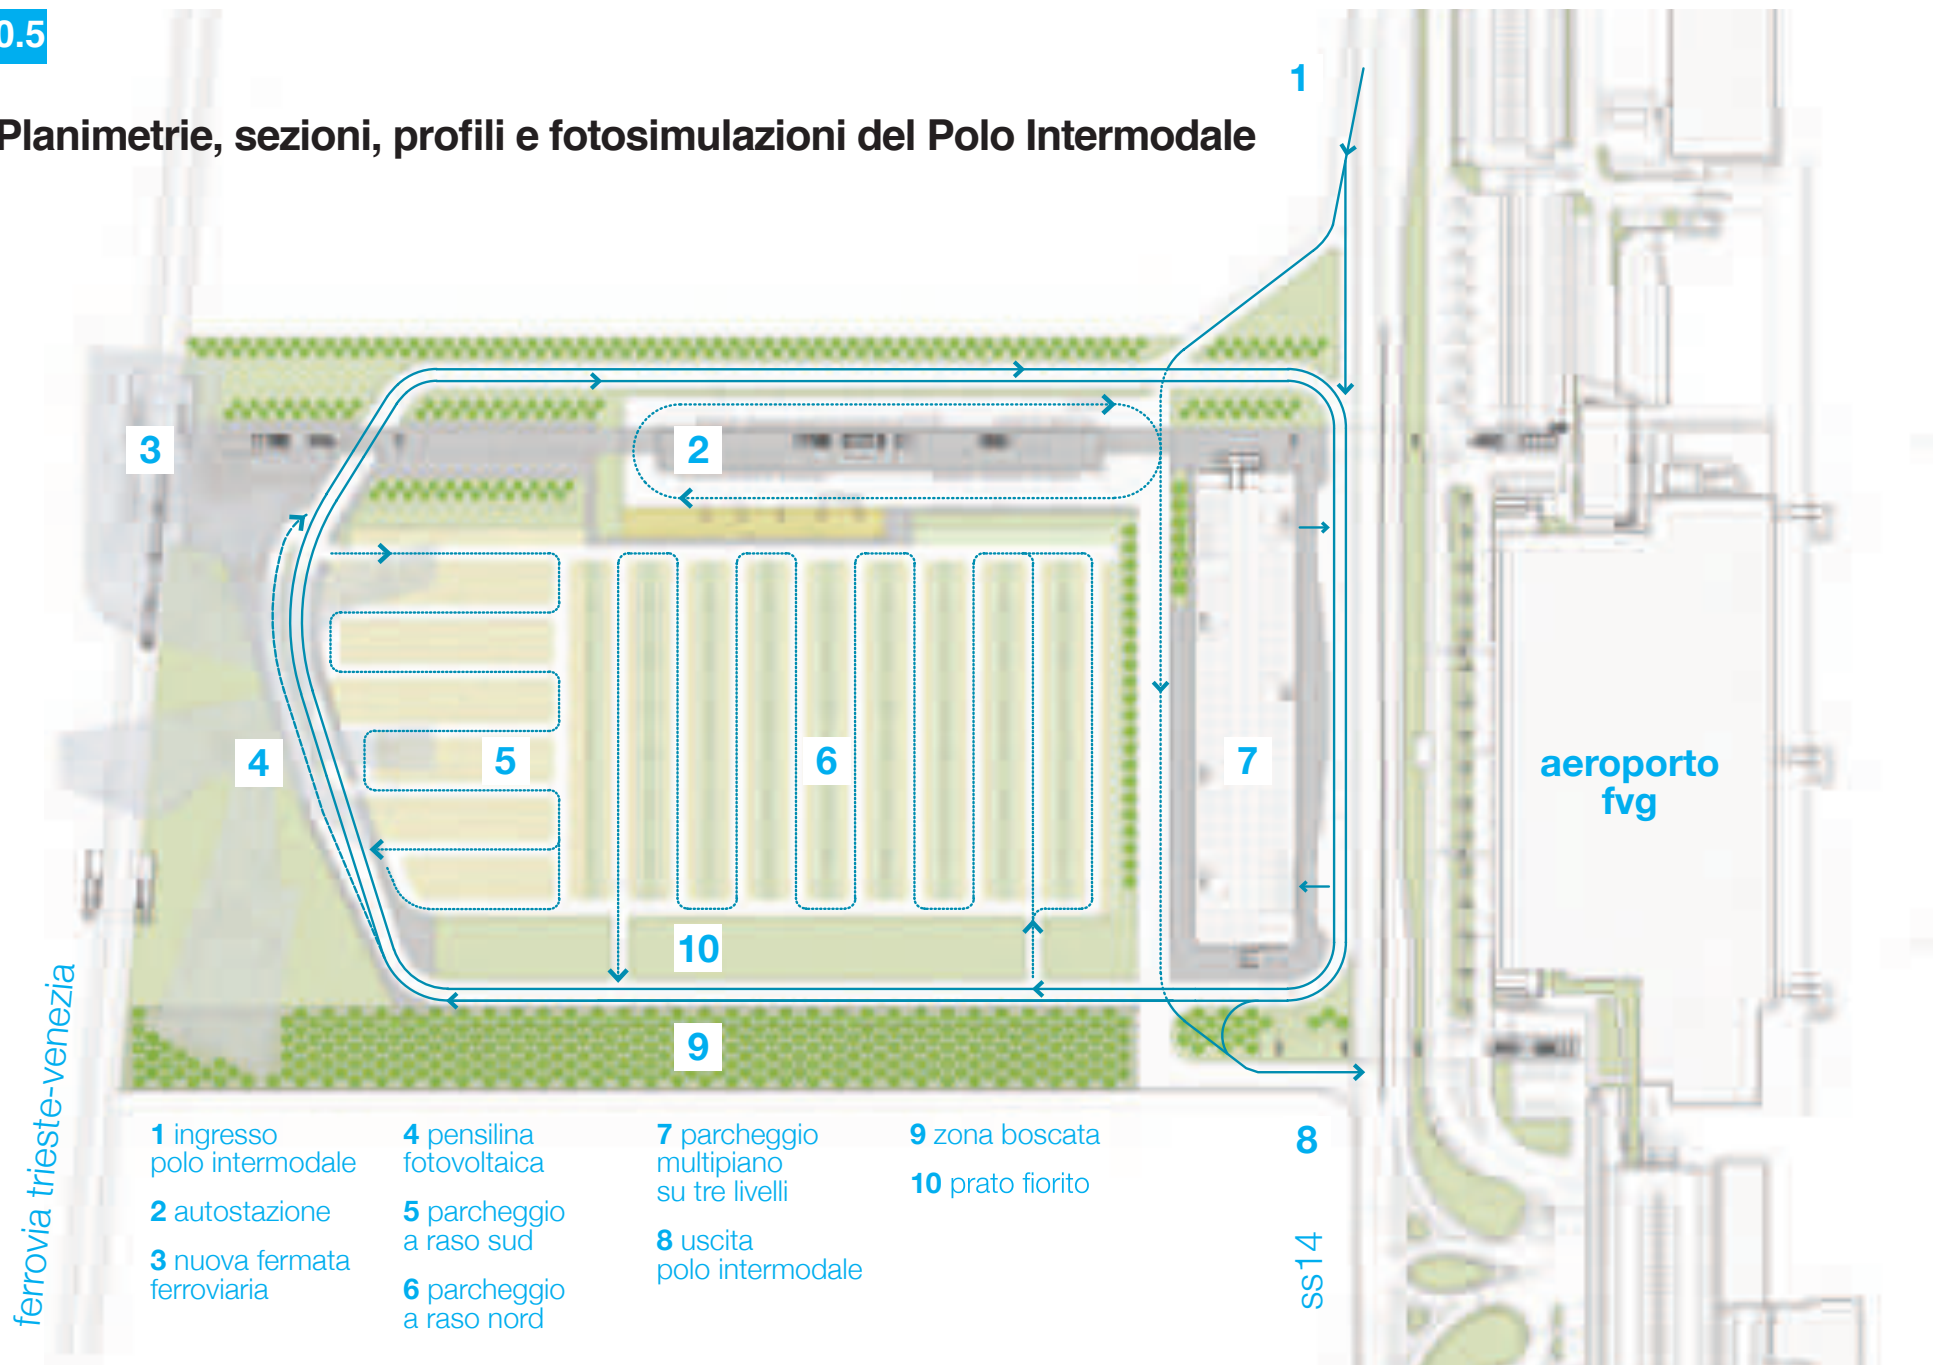 0.5
Planimetrie, sezioni, profili e fotosimulazioni del Polo Intermodale
1
2
3
4
5
6
7
aeroporto
fvg
10
9
8
ss14
ferrovia trieste-venezia
1 ingresso
polo intermodale
2 autostazione
3 nuova fermata
ferroviaria
4 pensilina
fotovoltaica
5 parcheggio
a raso sud
6 parcheggio
a raso nord
7 parcheggio
multipiano
su tre livelli
8 uscita
polo intermodale
9 zona boscata
10 prato fiorito